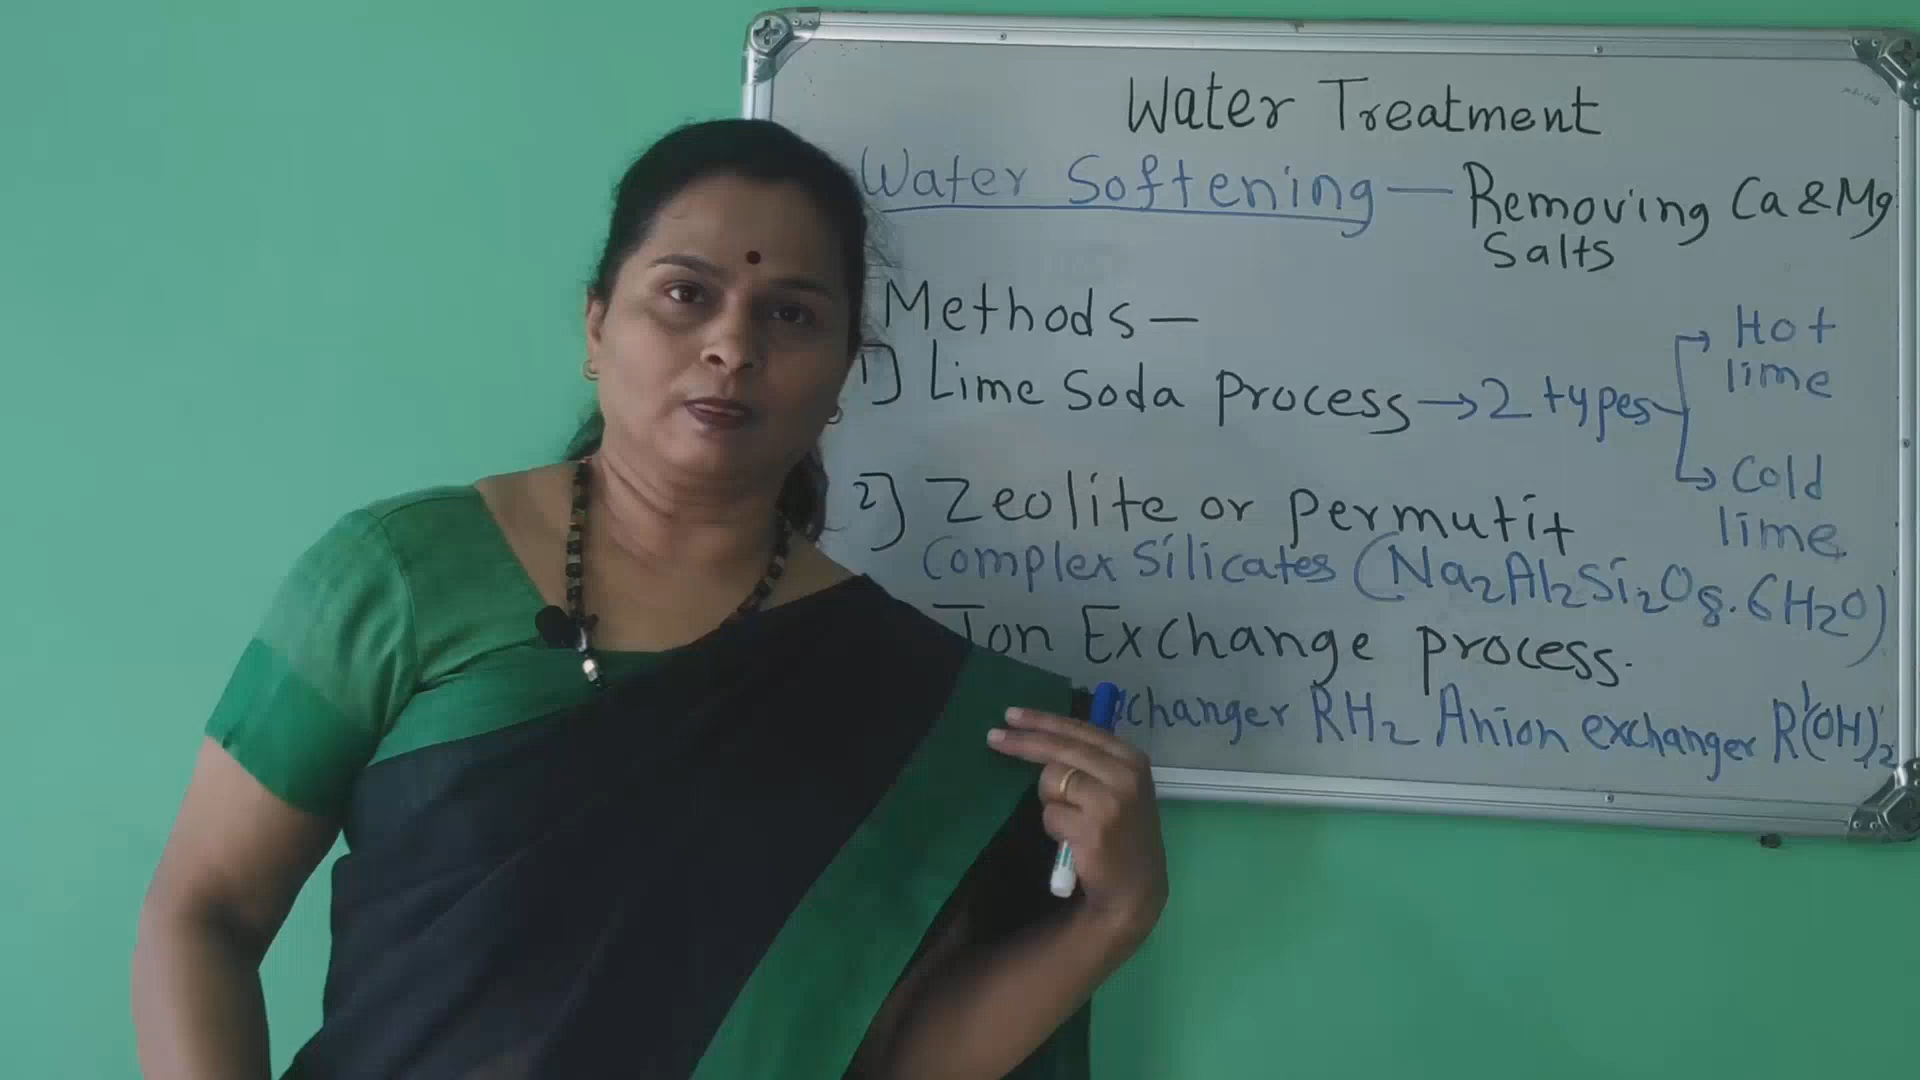 Water Treatment
Water Softening — Removing Ca & Mg
Salts
Methods —
1) Lime Soda Process → 2 types
Hot
lime
Cold
lime
2) Zeolite or Permutit
Complex Silicates (Na2Al2Si2O8.6H2O)
Ion Exchange process.
RH2 Anion exchanger R'(OH)2